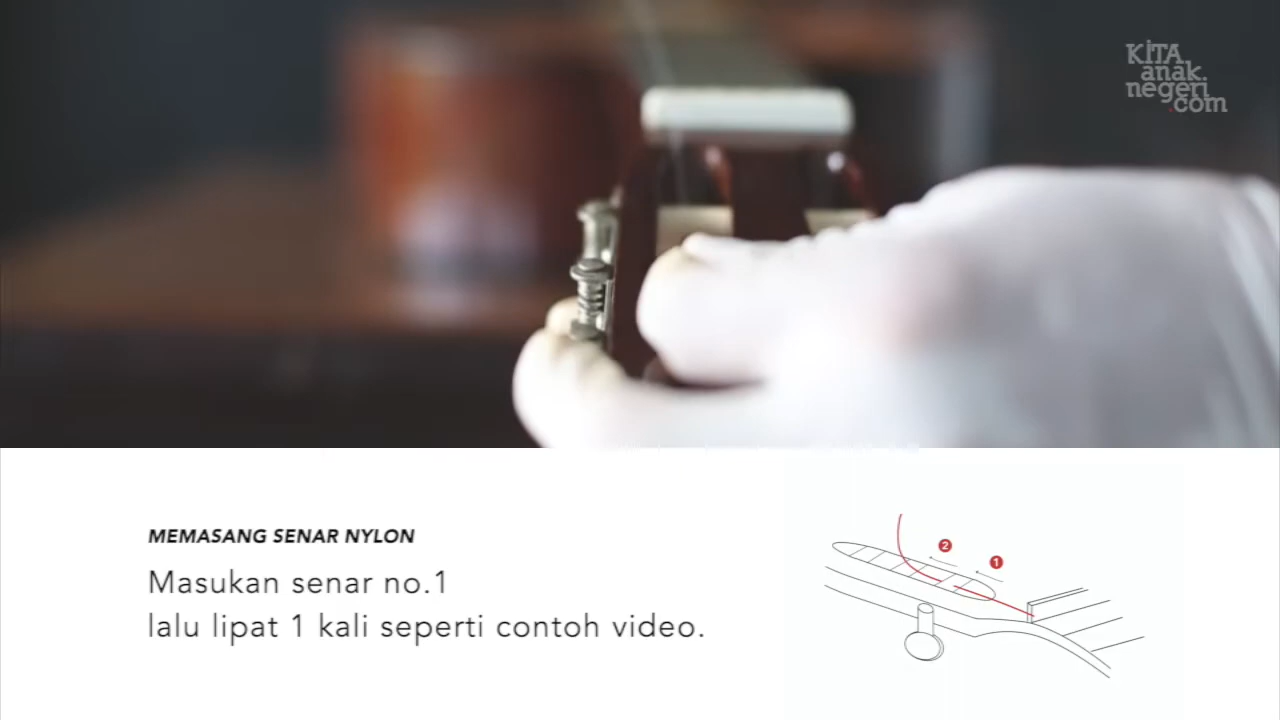 KiTA
anak.
negeri
.com
MEMASANG SENAR NYLON
Masukan senar no.1
lalu lipat 1 kali seperti contoh video.
2
1